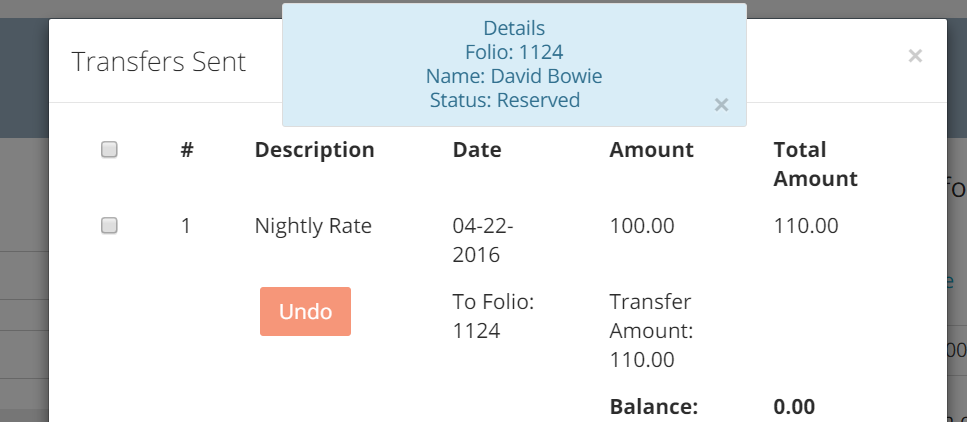 Details
Folio: 1124
Name: David Bowie
Status: Reserved
×
Transfers Sent
×
# Description Date Amount Total
Amount
1 Nightly Rate 04-22-
2016 100.00 110.00
Undo
To Folio:
1124
Transfer
Amount:
110.00
Balance: 0.00